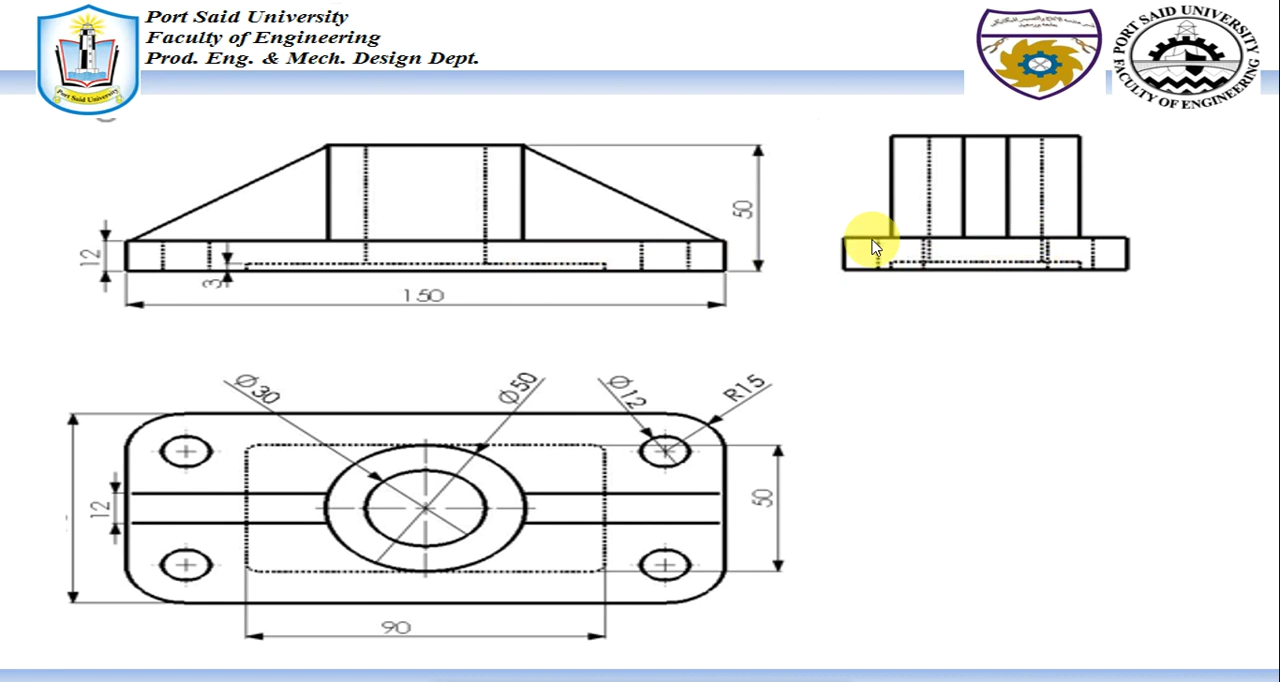 Port Said University
Faculty of Engineering
Prod. Eng. & Mech. Design Dept.
Port Said University
PORT SAID UNIVERSITY
FACULTY OF ENGINEERING
50
12
3
150
Ø30
Ø50
Ø12
R15
12
50
90